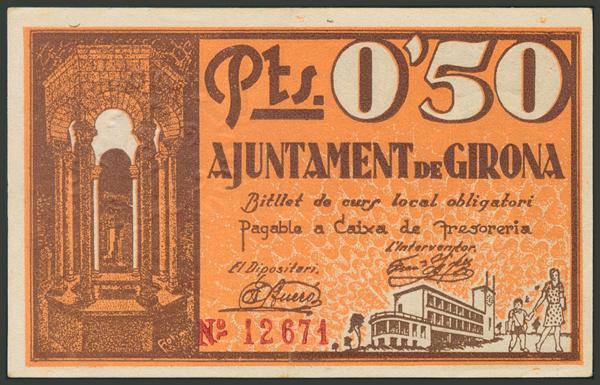 Pts. 0'50
AJUNTAMENT DE GIRONA
Bitllet de curs local obligatori
Pagable a Caixa de Tresoreria
L'Interventor.
El Dipositari.
Nº 12671